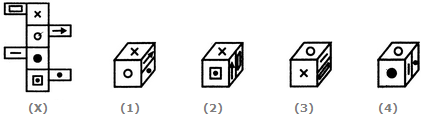 (X) (1) (2) (3) (4)